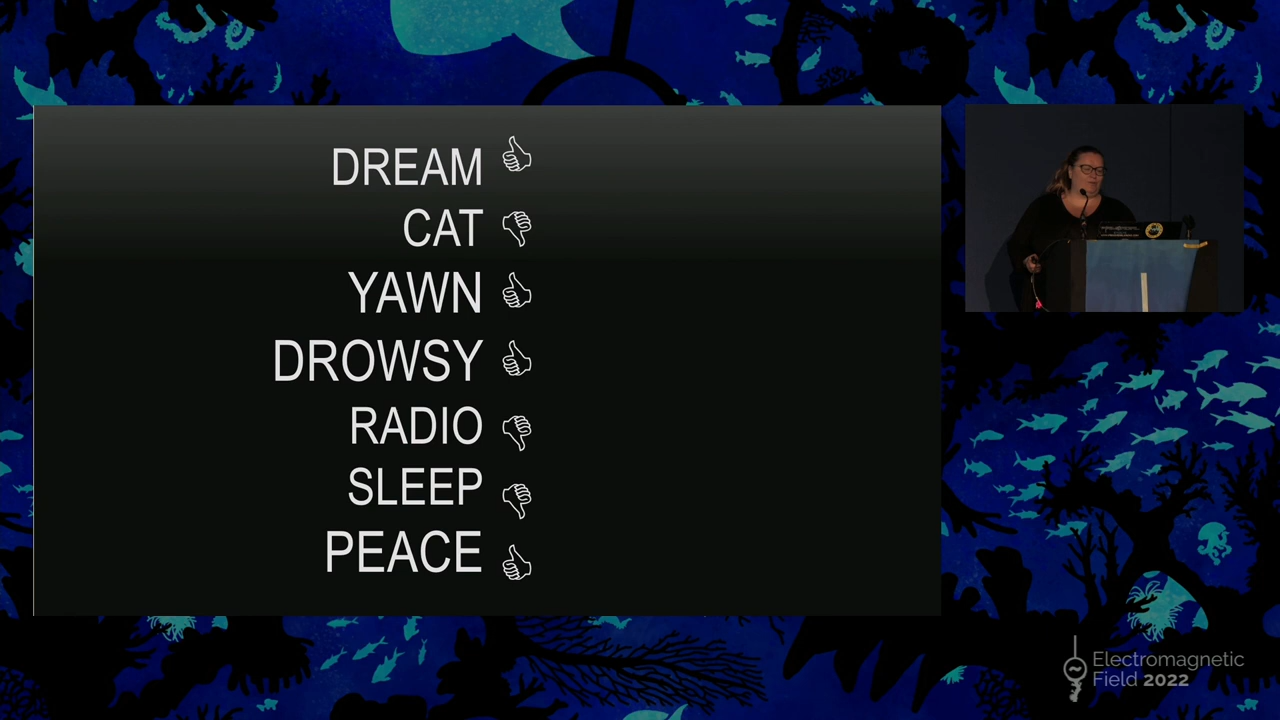 DREAM 👍
CAT 👎
YAWN 👍
DROWSY 👍
RADIO 👎
SLEEP 👎
PEACE 👍
Electromagnetic
Field 2022